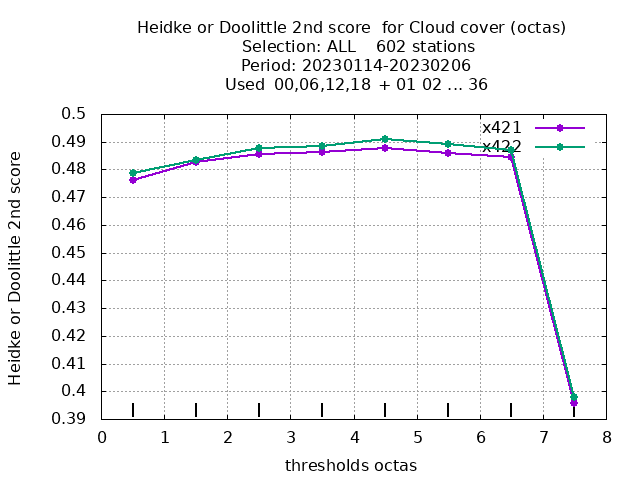 Heidke or Doolittle 2nd score  for Cloud cover (octas)
Selection: ALL    602 stations
Period: 20230114-20230206
Used  00,06,12,18  + 01 02 ... 36
x421
x422
Heidke or Doolittle 2nd score
0.5
0.49
0.48
0.47
0.46
0.45
0.44
0.43
0.42
0.41
0.4
0.39
0 1 2 3 4 5 6 7 8
thresholds octas